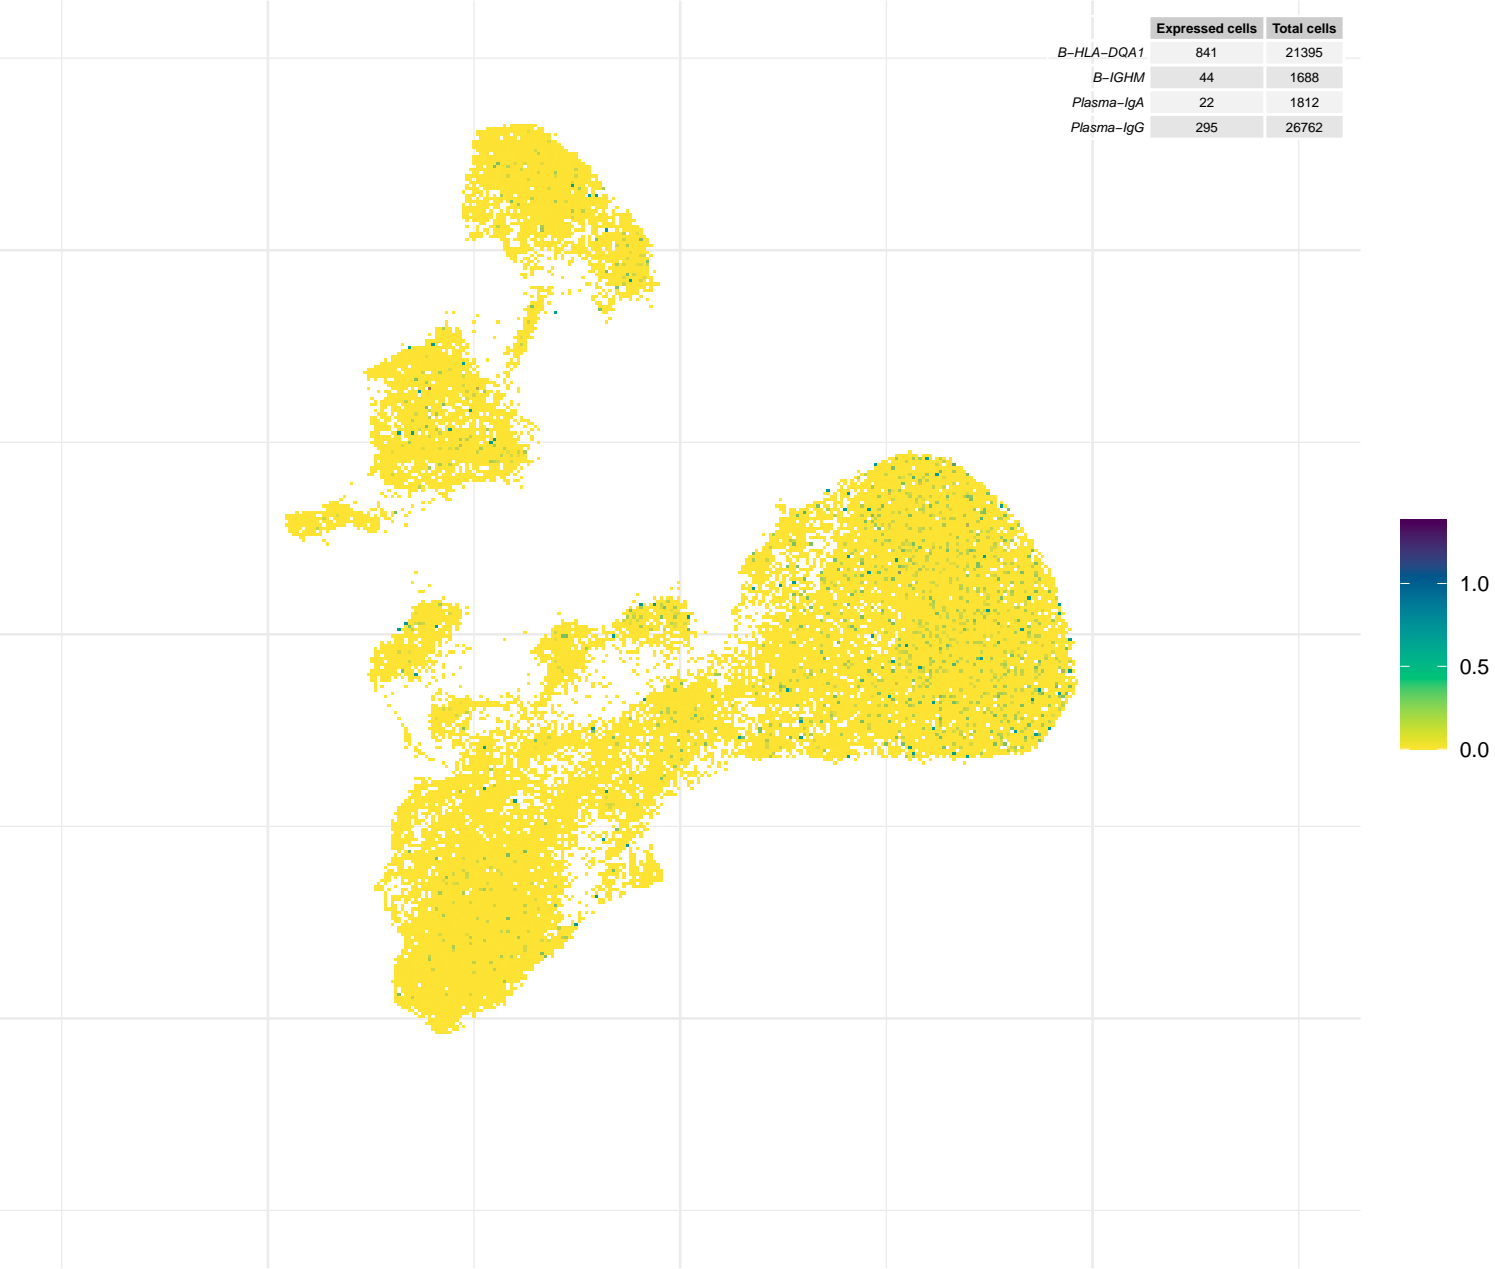 Expressed cells Total cells
B−HLA−DQA1 841 21395
B−IGHM 44 1688
Plasma−IgA 22 1812
Plasma−IgG 295 26762
1.0
0.5
0.0